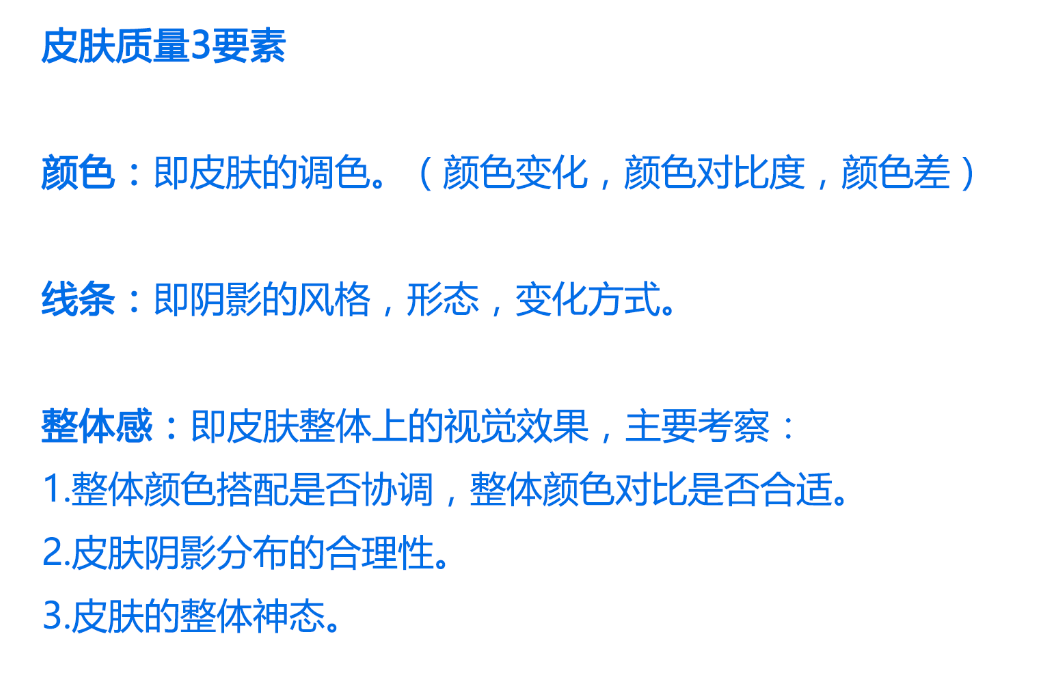 皮肤质量3要素
颜色：即皮肤的调色。（颜色变化，颜色对比度，颜色差）
线条：即阴影的风格，形态，变化方式。
整体感：即皮肤整体上的视觉效果，主要考察：
1.整体颜色搭配是否协调，整体颜色对比是否合适。
2.皮肤阴影分布的合理性。
3.皮肤的整体神态。